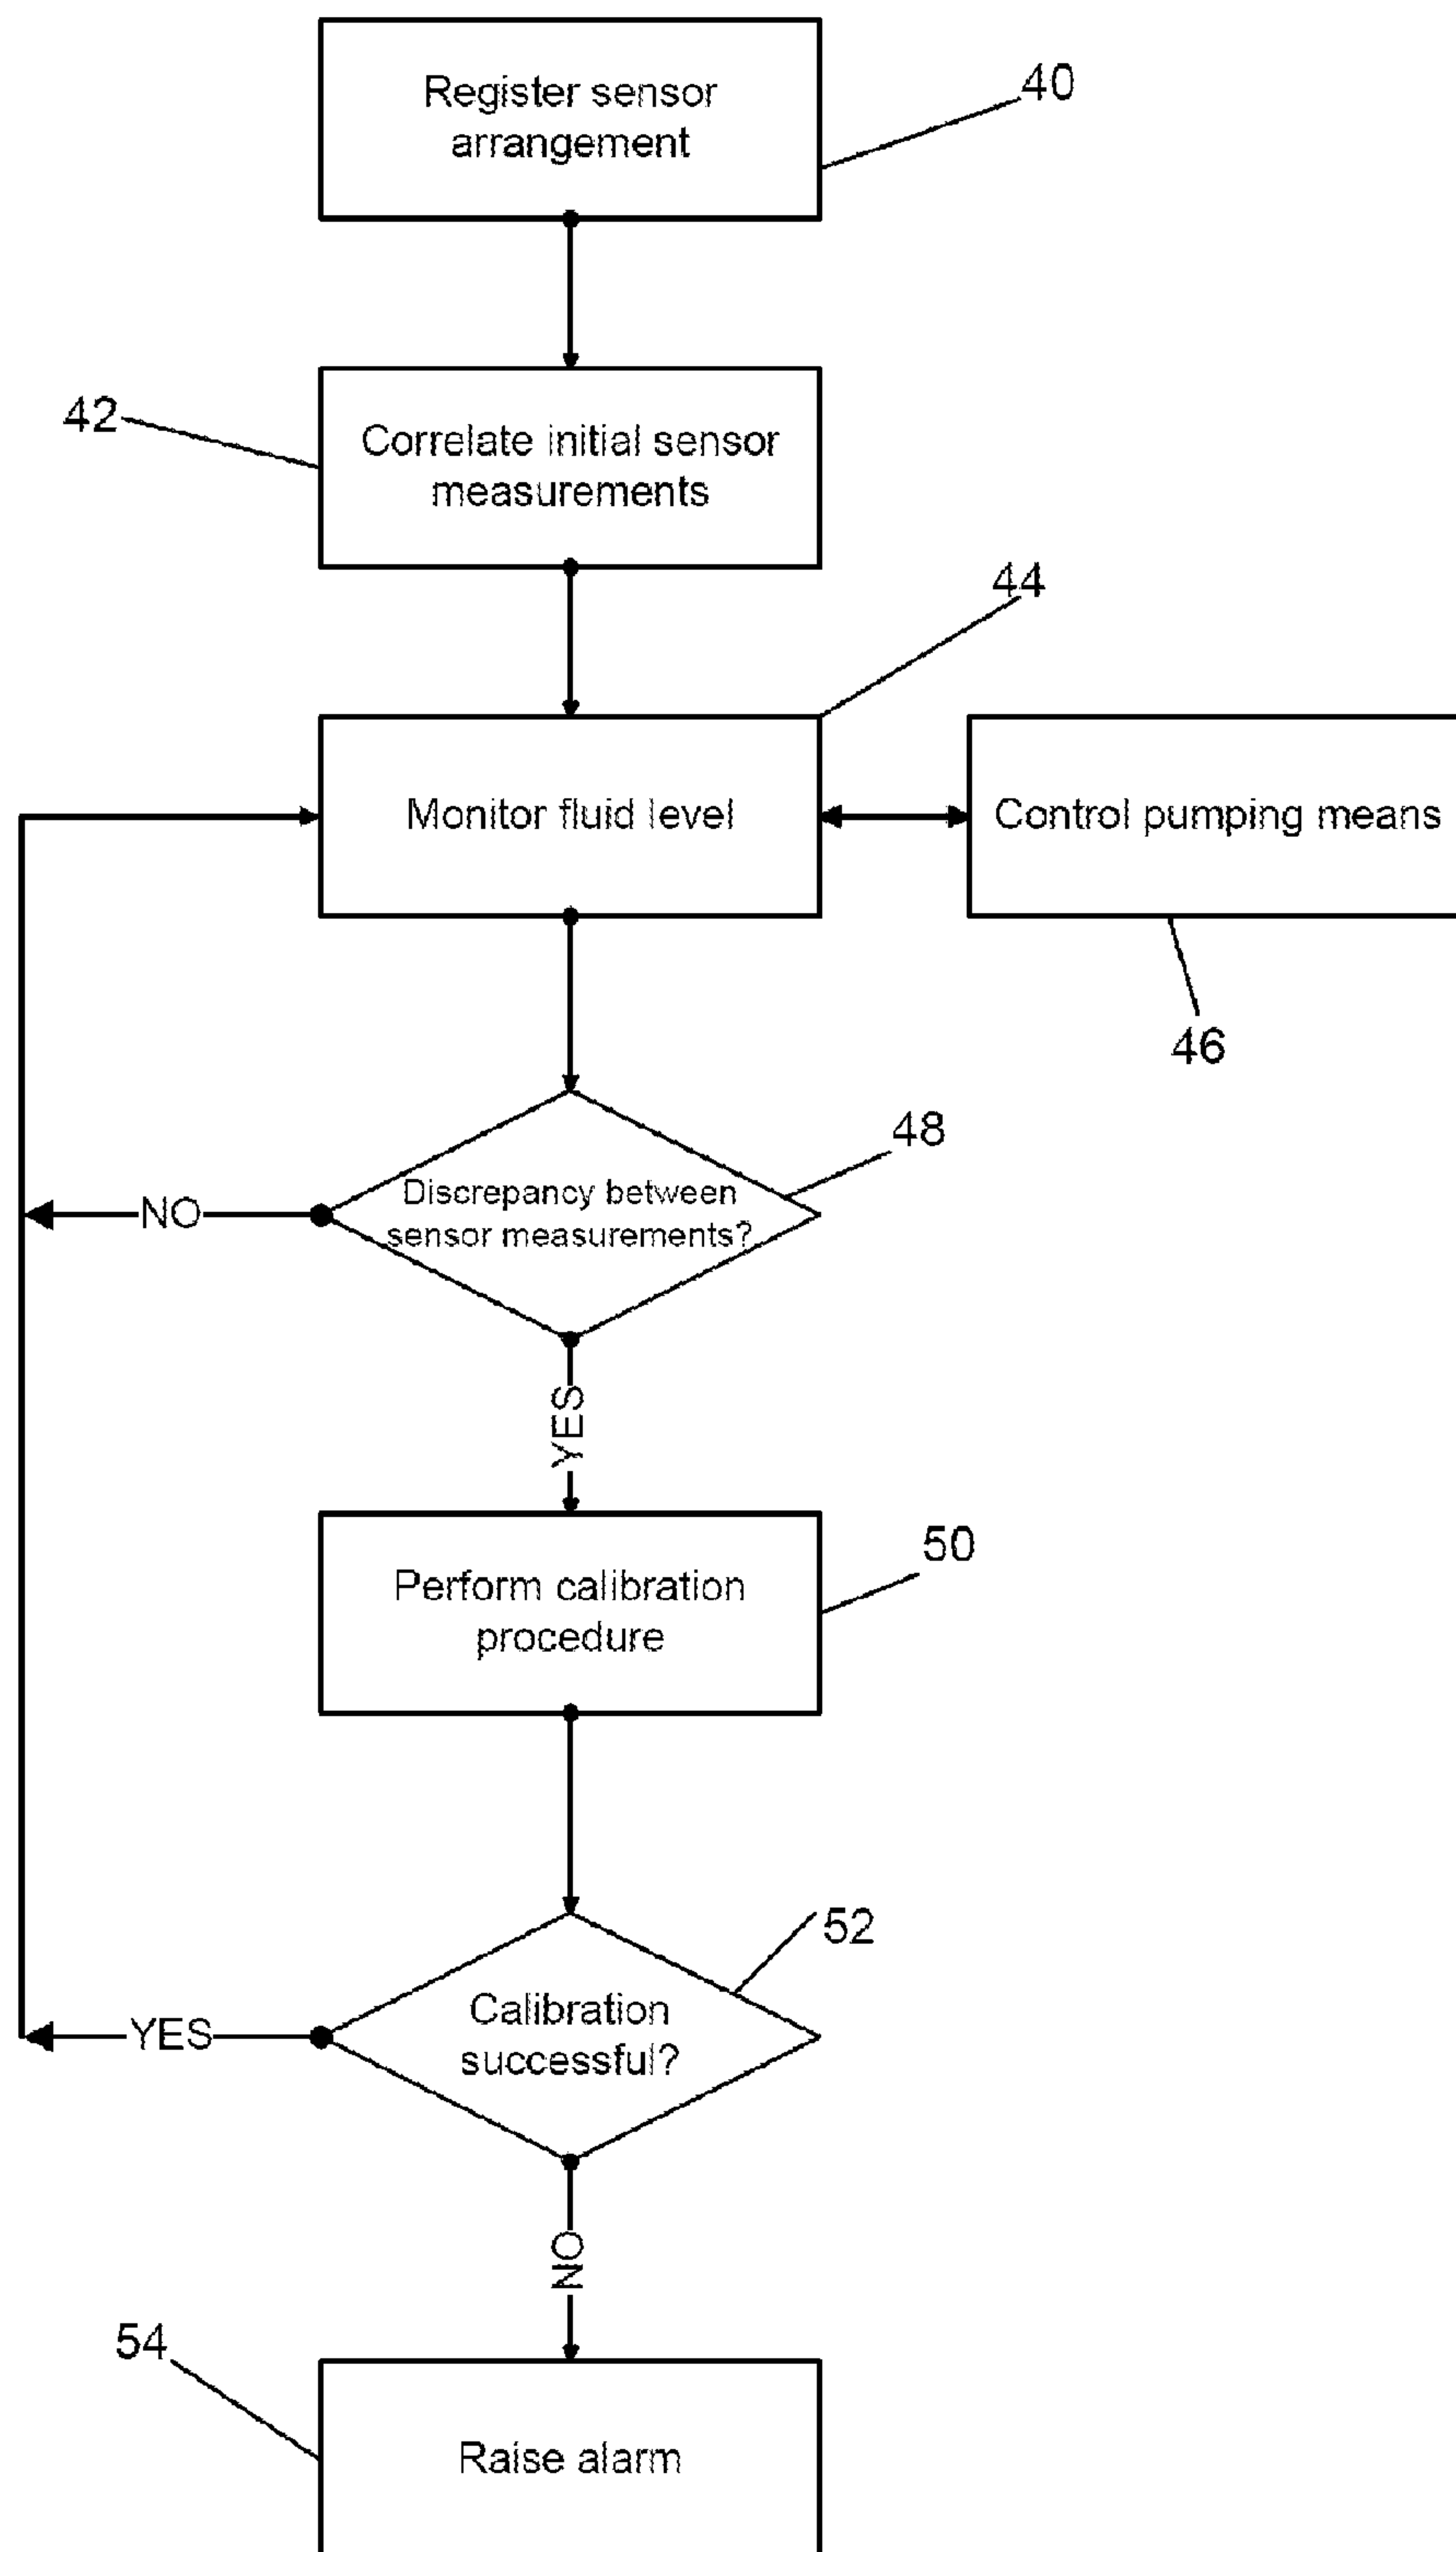 Register sensor
arrangement
40
42
Correlate initial sensor
measurements
44
Monitor fluid level
Control pumping means
46
48
Discrepancy between
sensor measurements?
NO
YES
Perform calibration
procedure
50
52
Calibration
successful?
YES
NO
54
Raise alarm